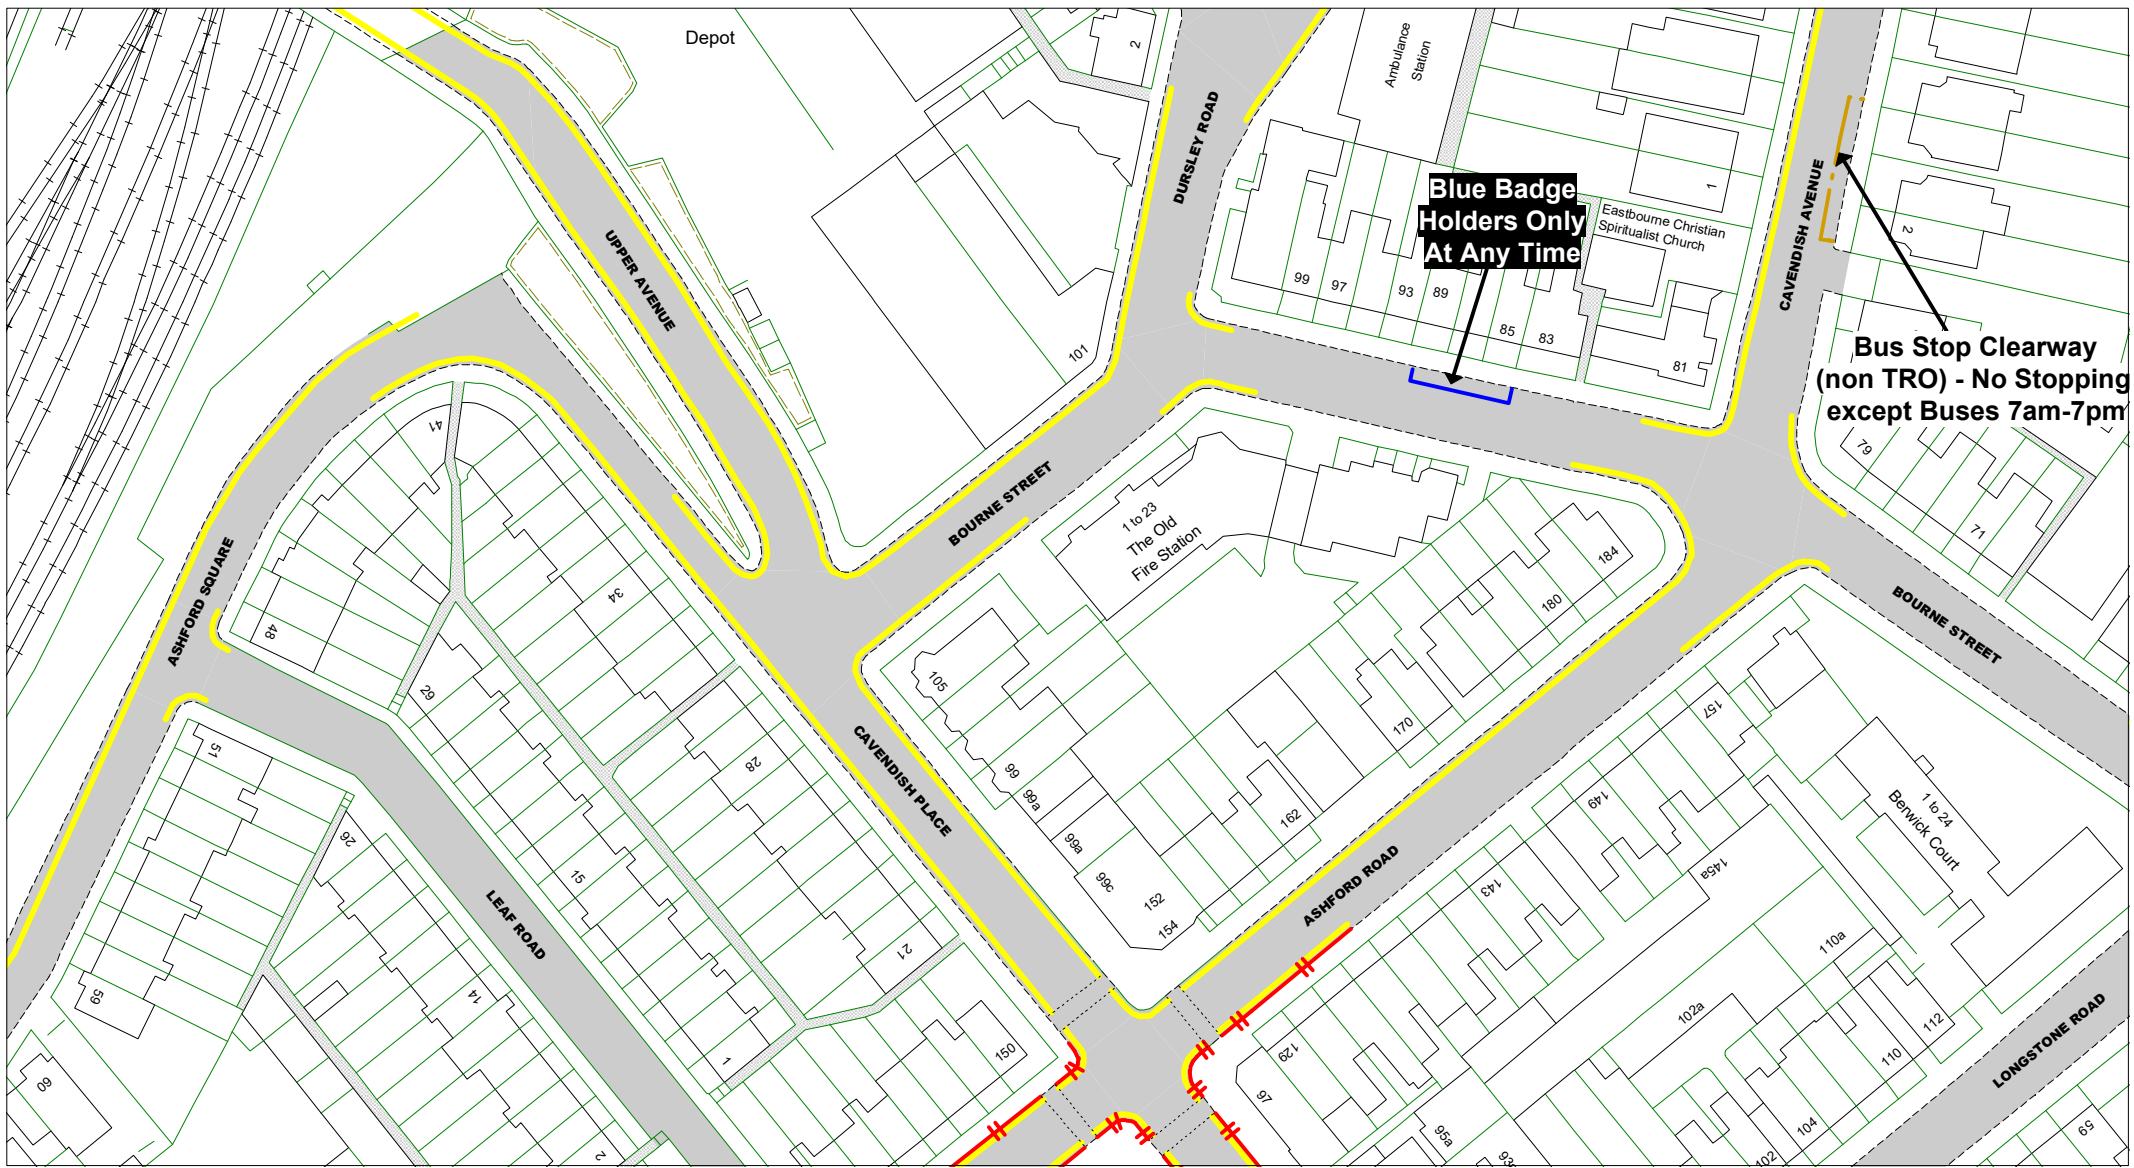 Depot
2
Ambulance
Station
DURSLEY ROAD
1
Blue Badge
Holders Only
At Any Time
Eastbourne Christian
Spiritualist Church
CAVENDISH AVENUE
2
UPPER AVENUE
99
97
93
89
85
83
81
101
Bus Stop Clearway
(non TRO) - No Stopping
except Buses 7am-7pm
79
71
41
BOURNE STREET
1 to 23
The Old
Fire Station
184
180
170
162
ASHFORD SQUARE
34
48
29
105
BOURNE STREET
51
28
CAVENDISH PLACE
99
99a
99a
99c
152
154
157
149
143
145a
1 to 24
Berwick Court
26
15
LEAF ROAD
ASHFORD ROAD
21
14
59
60
1
150
129
97
110a
102a
112
110
104
102
LONGSTONE ROAD
59
95a
93
2